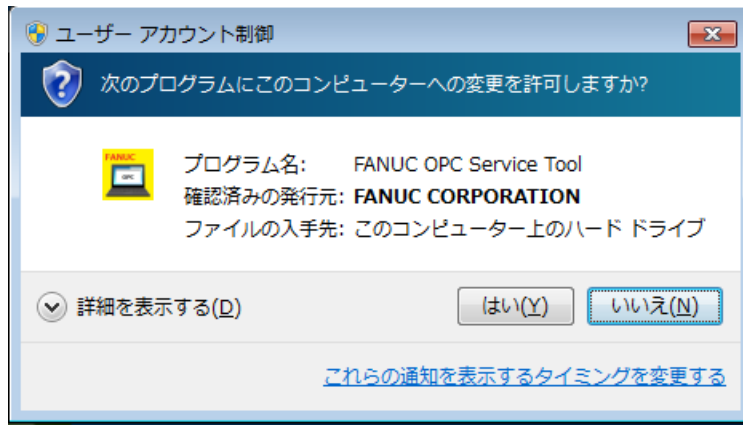 ユーザー アカウント制御
次のプログラムにこのコンピューターへの変更を許可しますか?
FANUC
OPC
プログラム名: FANUC OPC Service Tool
確認済みの発行元: FANUC CORPORATION
ファイルの入手先: このコンピューター上のハード ドライブ
詳細を表示する(D)
はい(Y)
いいえ(N)
これらの通知を表示するタイミングを変更する